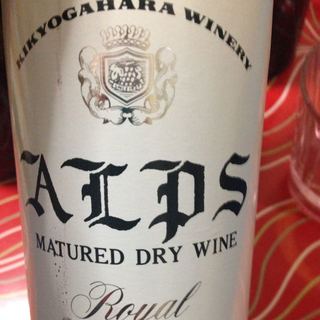 KIKYOGAHARA WINERY
ALPS
MATURED DRY WINE
Royal